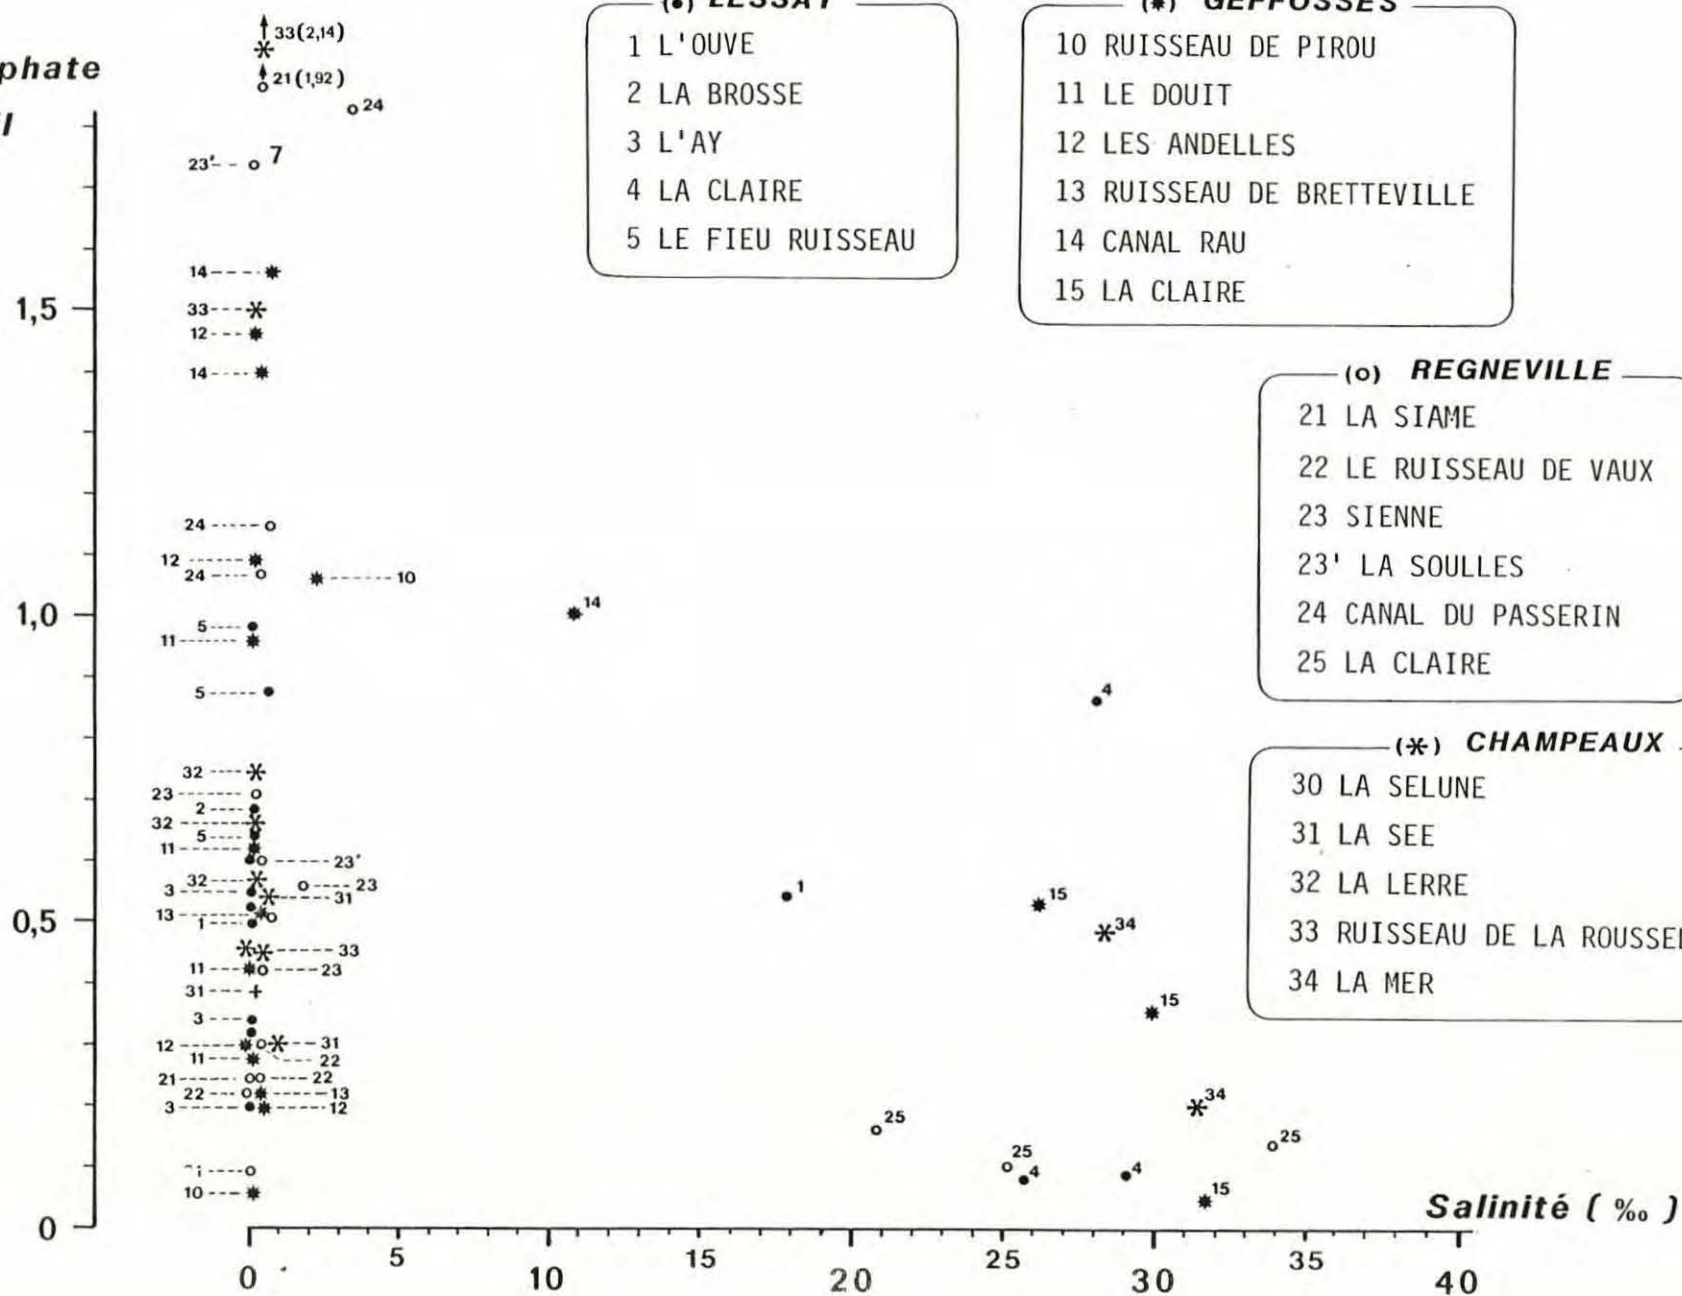 (•) LESSAY
1 L'OUVE
2 LA BROSSE
3 L'AY
4 LA CLAIRE
5 LE FIEU RUISSEAU
(*) GEFFOSSES
10 RUISSEAU DE PIROU
11 LE DOUIT
12 LES ANDELLES
13 RUISSEAU DE BRETTEVILLE
14 CANAL RAU
15 LA CLAIRE
(o) REGNEVILLE
21 LA SIAME
22 LE RUISSEAU DE VAUX
23 SIENNE
23' LA SOULLES
24 CANAL DU PASSERIN
25 LA CLAIRE
(*) CHAMPEAUX
30 LA SELUNE
31 LA SEE
32 LA LERRE
33 RUISSEAU DE LA ROUSSE
34 LA MER
phate
l
1,5
1,0
0,5
0
33(2,14)
21(1,92)
24
23' 7
14
33
12
14
24
12
24 10
14
5
11
5
4
32
23
2
32
5
11
23'
32 23
3 31
1
15
13
1
34
33
11 23
31
15
3
12 31
11 22
21 22
22 13
3 12
34
25
25
25
4
4
10
15
Salinité ( ‰ )
0 5 10 15 20 25 30 35 40